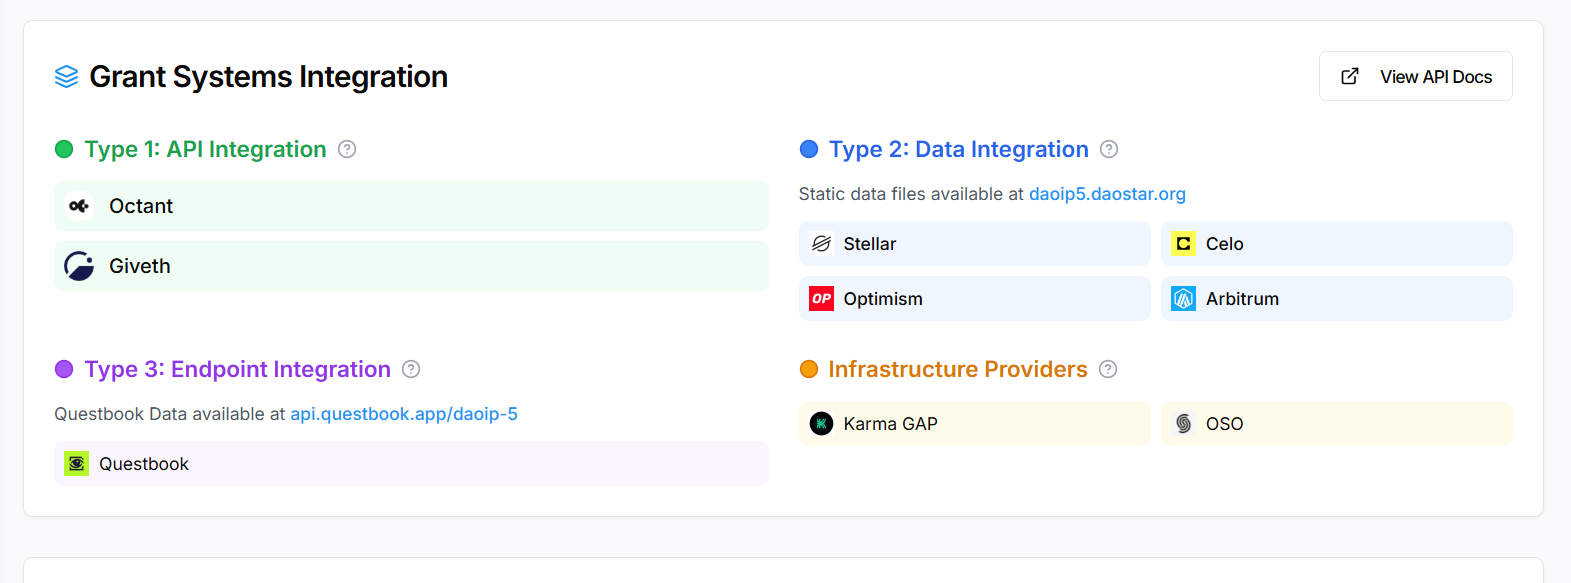 Grant Systems Integration
View API Docs
Type 1: API Integration ?
Octant
Giveth
Type 2: Data Integration ?
Static data files available at daoip5.daostar.org
Stellar
Celo
OP Optimism
Arbitrum
Type 3: Endpoint Integration ?
Questbook Data available at api.questbook.app/daoip-5
Questbook
Infrastructure Providers ?
Karma GAP
OSO